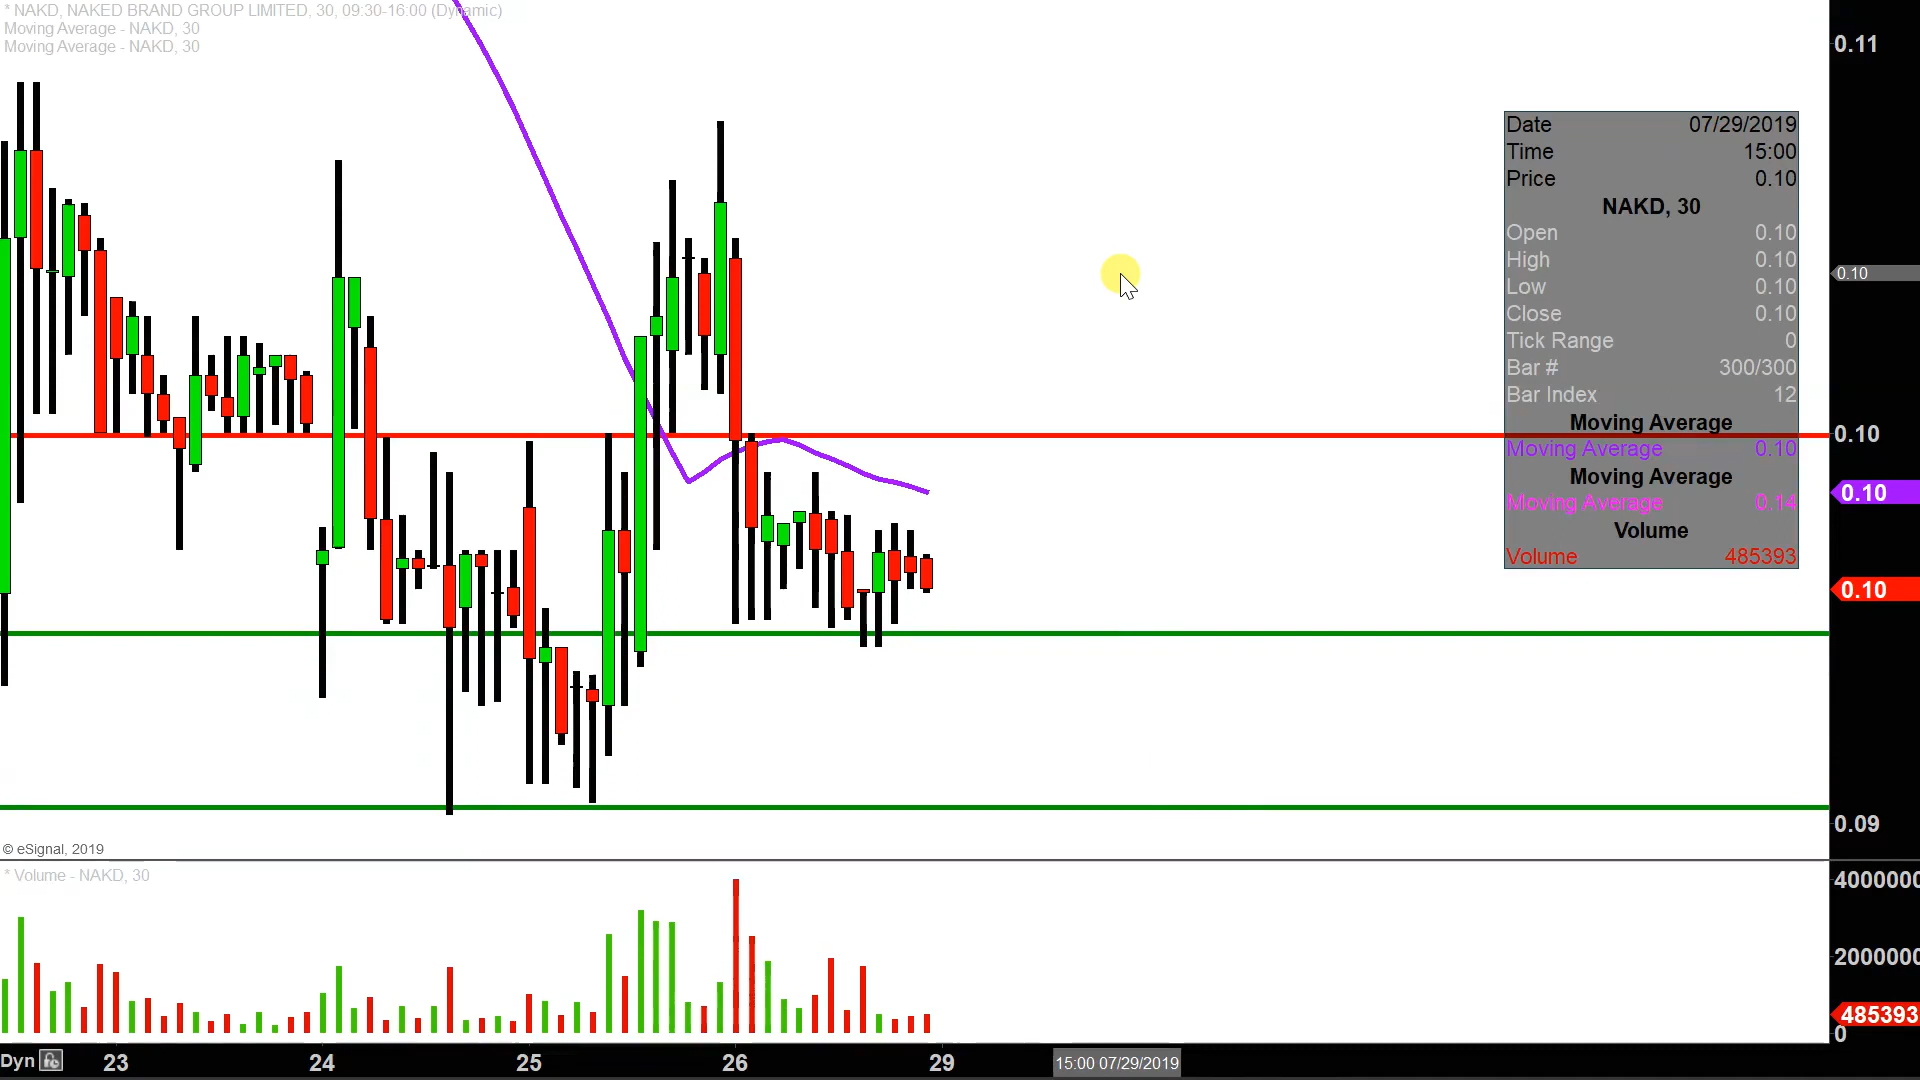 * NAKD, NAKED BRAND GROUP LIMITED, 30, 09:30-16:00 (Dynamic)
Moving Average - NAKD, 30
Moving Average - NAKD, 30
0.11
Date 07/29/2019
Time 15:00
Price 0.10
NAKD, 30
Open 0.10
High 0.10
Low 0.10
Close 0.10
Tick Range 0
Bar # 300/300
Bar Index 12
Moving Average
Moving Average 0.10
Moving Average
Moving Average 0.14
Volume
Volume 485393
0.10
0.10
0.10
0.10
0.09
© eSignal, 2019
* Volume - NAKD, 30
4000000
2000000
485393
0
Dyn 23 24 25 26 29 15:00 07/29/2019